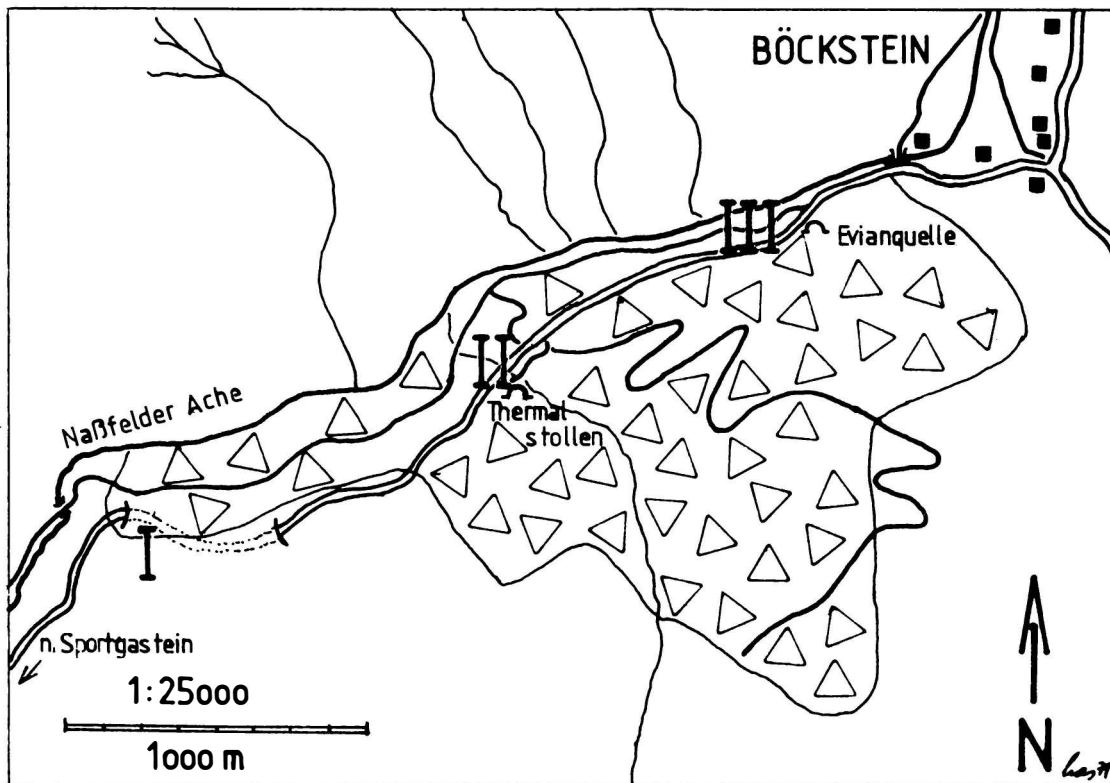 BÖCKSTEIN
Evianquelle
Thermal
stollen
Naßfelder Ache
n. Sportgastein
1:25000
1000 m
N